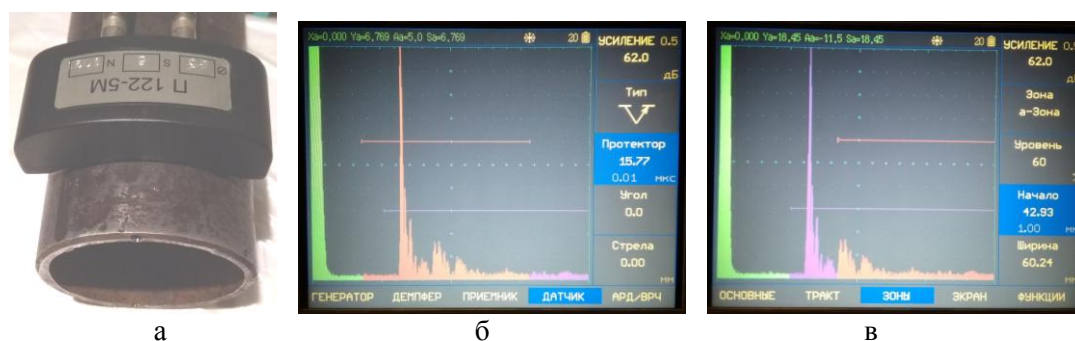 П 122-5М
N
S
Ø
Xa=0,000 Ya=6,769 Aa=5,0 Sa=6,769
20
УСИЛЕНИЕ 0.5
62.0
дБ
Тип
Протектор
15.77
0.01 мкс
Угол
0.0
Стрела
0.00
мм
ГЕНЕРАТОР ДЕМПФЕР ПРИЕМНИК ДАТЧИК АРД/ВРЧ
Xa=0,000 Ya=18,45 Aa=-11,5 Sa=18,45
20
УСИЛЕНИЕ 0.5
62.0
дБ
Зона
а-Зона
Уровень
60
Начало
42.93
1.00
Ширина
60.24
ОСНОВНЫЕ ТРАКТ ЗОНЫ ЭКРАН ФУНКЦИИ
а
б
в